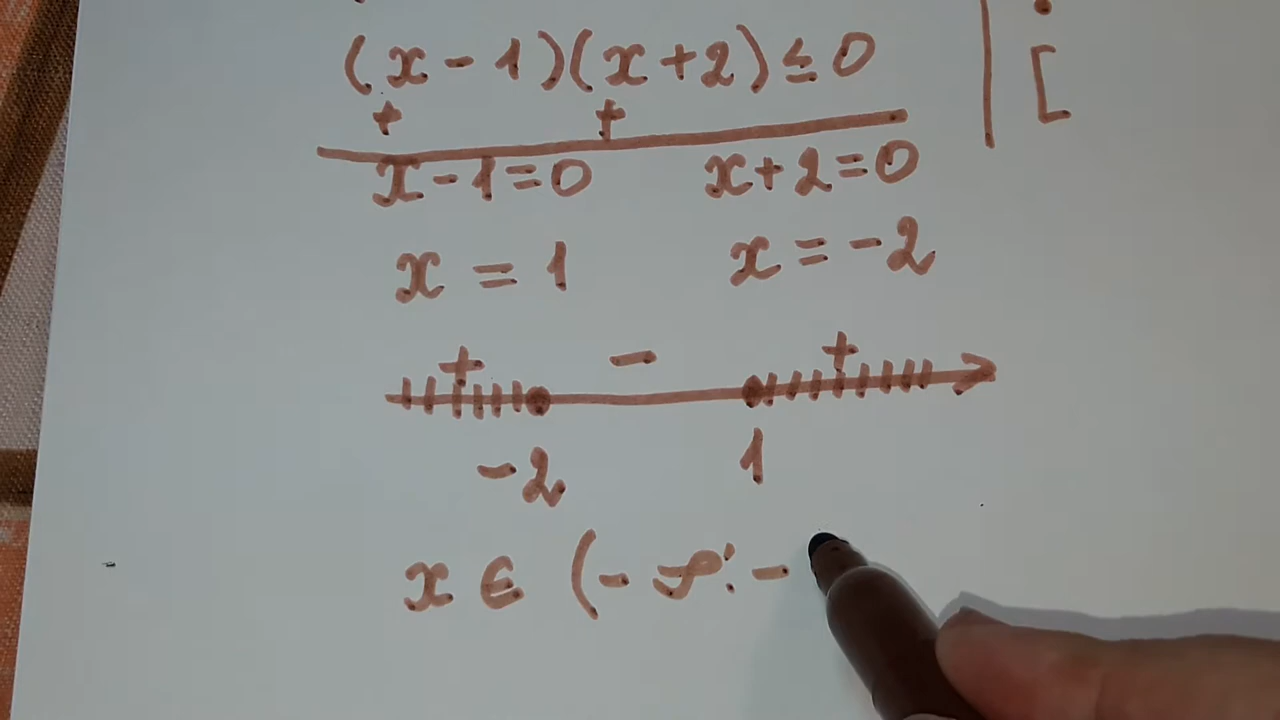 (x - 1)(x + 2) ≤ 0
+ +
x - 1 = 0 x + 2 = 0
x = 1 x = -2
+ - +
-2 1
x ∈ (- ∞; -
[